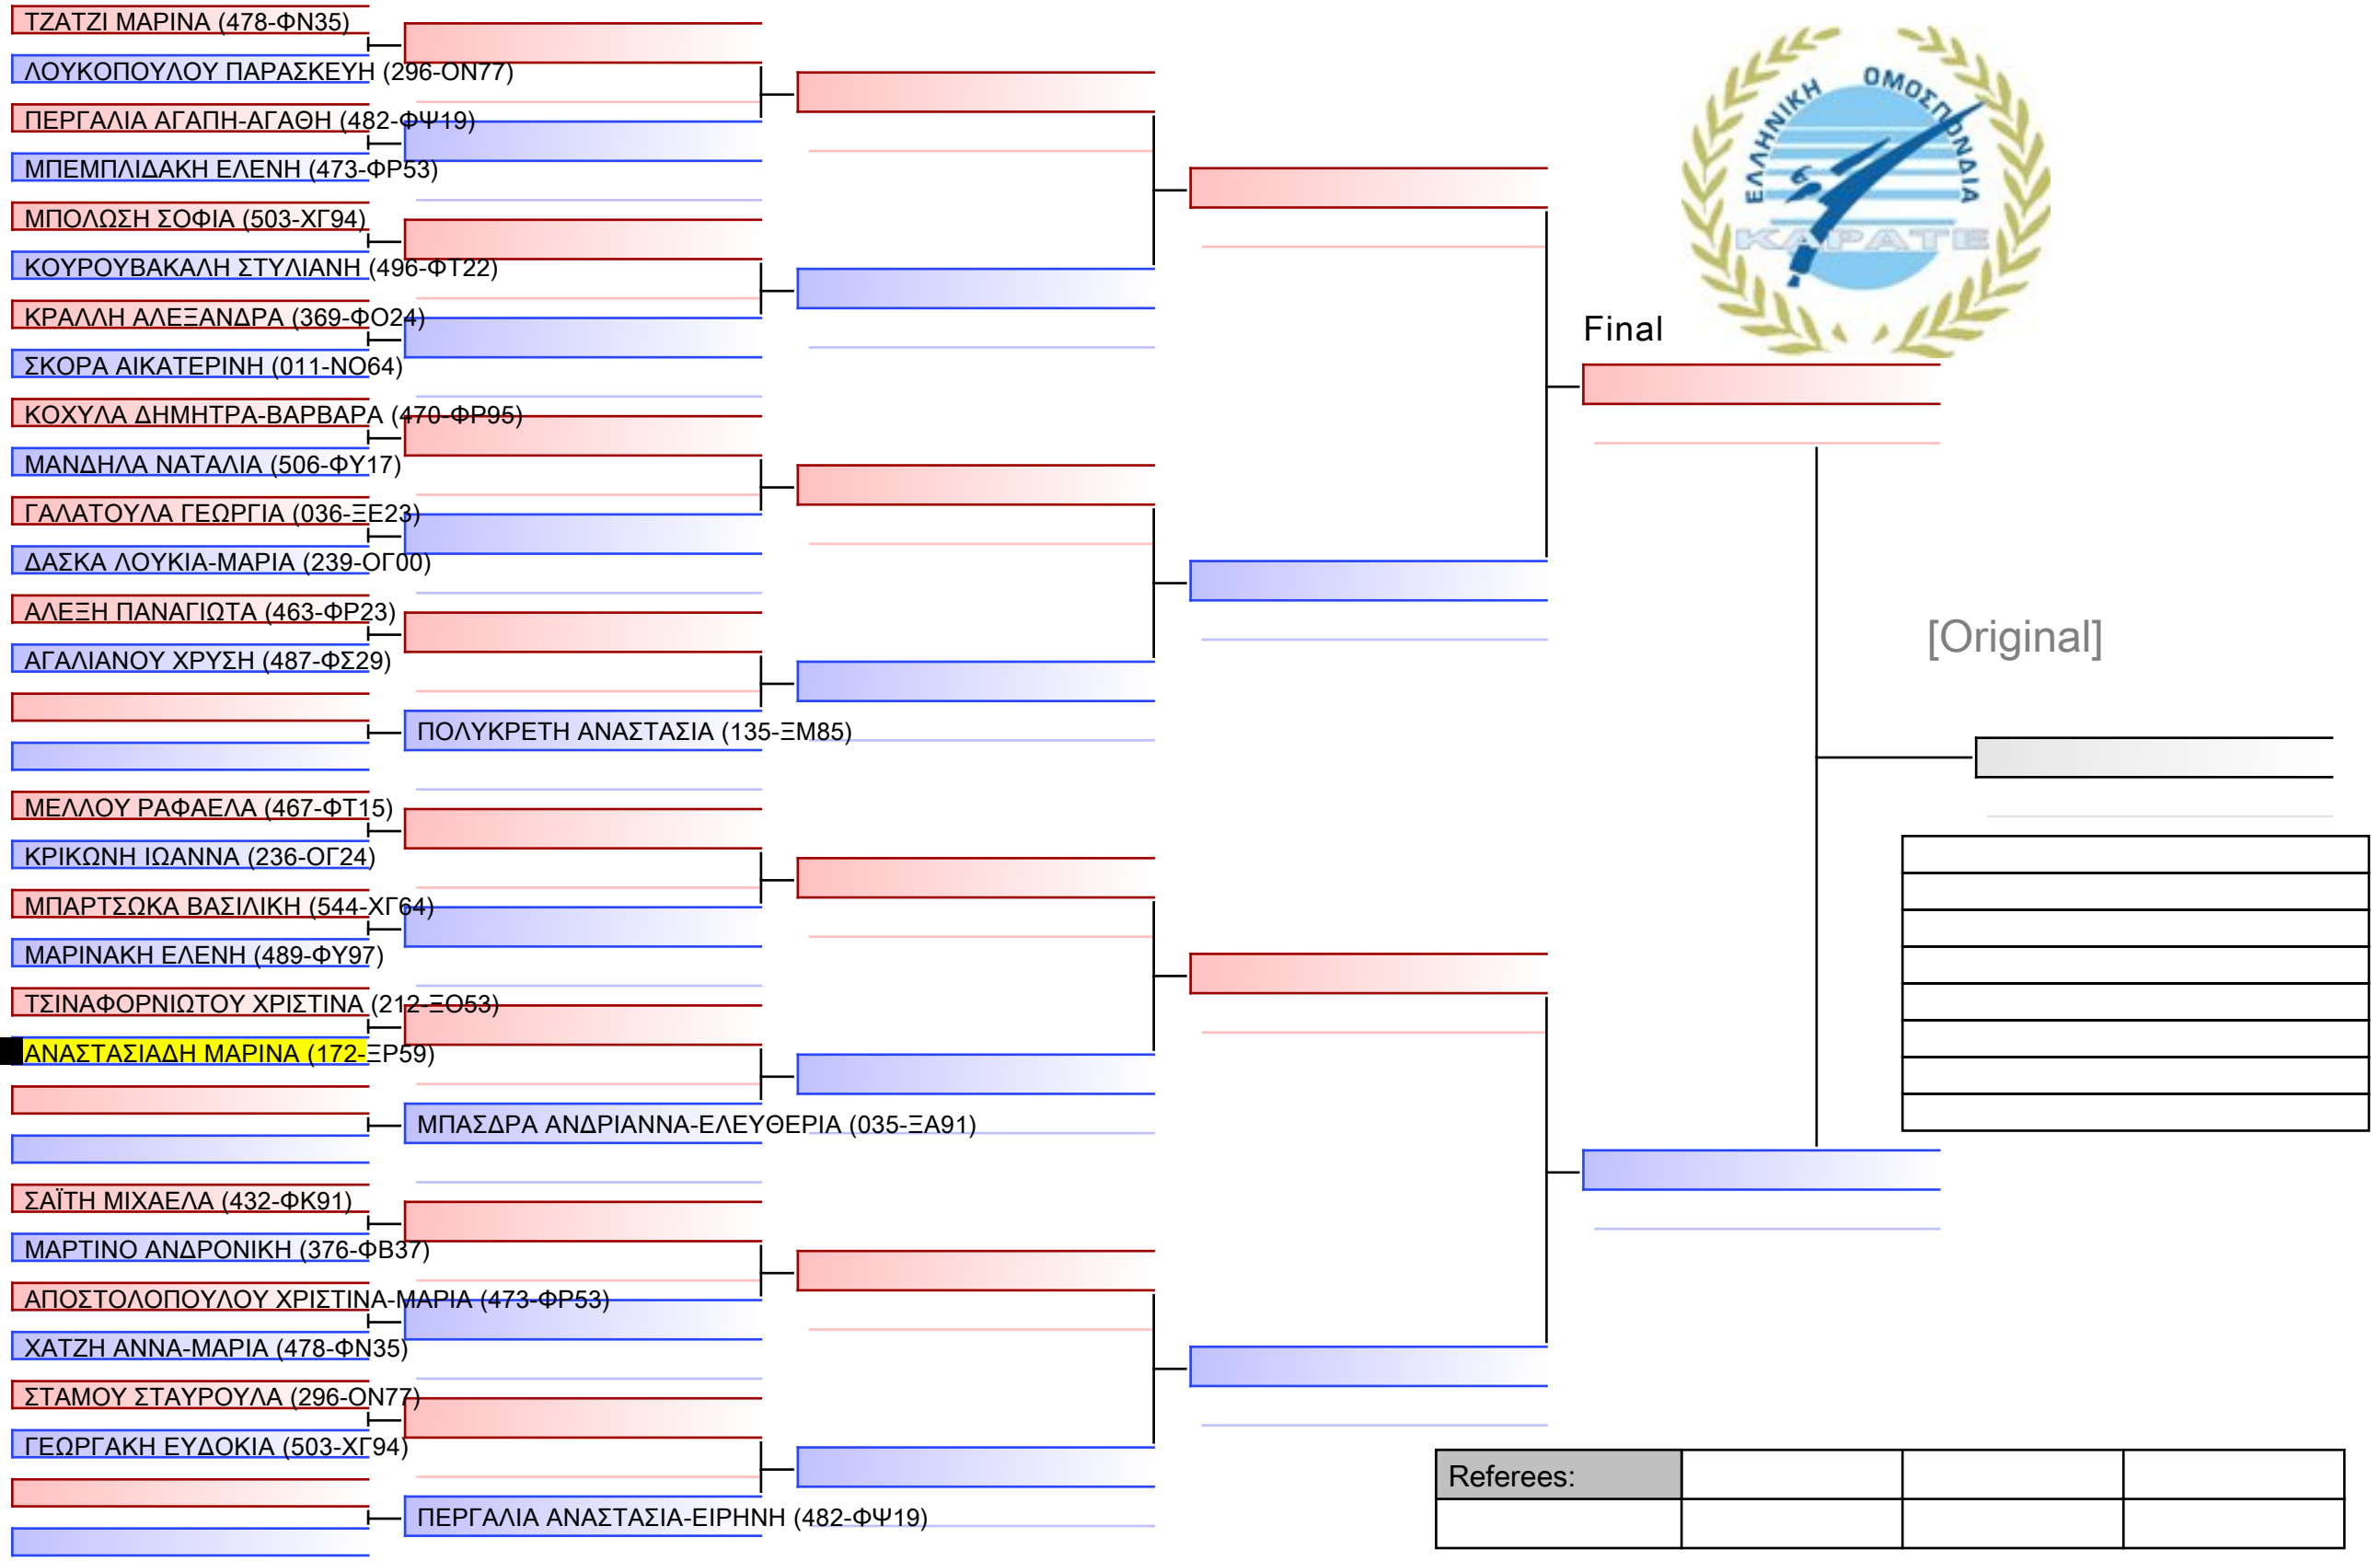 ΤΖΑΤΖΙ ΜΑΡΙΝΑ (478-ΦΝ35)
ΛΟΥΚΟΠΟΥΛΟΥ ΠΑΡΑΣΚΕΥΗ (296-ΟΝ77)
ΠΕΡΓΑΛΙΑ ΑΓΑΠΗ-ΑΓΑΘΗ (482-ΦΨ19)
ΜΠΕΜΠΛΙΔΑΚΗ ΕΛΕΝΗ (473-ΦΡ53)
ΜΠΟΛΩΣΗ ΣΟΦΙΑ (503-ΧΓ94)
ΚΟΥΡΟΥΒΑΚΑΛΗ ΣΤΥΛΙΑΝΗ (496-ΦΤ22)
ΚΡΑΛΛΗ ΑΛΕΞΑΝΔΡΑ (369-ΦΟ24)
ΣΚΟΡΑ ΑΙΚΑΤΕΡΙΝΗ (011-ΝΟ64)
ΚΟΧΥΛΑ ΔΗΜΗΤΡΑ-ΒΑΡΒΑΡΑ (470-ΦΡ95)
ΜΑΝΔΗΛΑ ΝΑΤΑΛΙΑ (506-ΦΥ17)
ΓΑΛΑΤΟΥΛΑ ΓΕΩΡΓΙΑ (036-ΞΕ23)
ΔΑΣΚΑ ΛΟΥΚΙΑ-ΜΑΡΙΑ (239-ΟΓ00)
ΑΛΕΞΗ ΠΑΝΑΓΙΩΤΑ (463-ΦΡ23)
ΑΓΑΛΙΑΝΟΥ ΧΡΥΣΗ (487-ΦΣ29)
ΠΟΛΥΚΡΕΤΗ ΑΝΑΣΤΑΣΙΑ (135-ΞΜ85)
ΜΕΛΛΟΥ ΡΑΦΑΕΛΑ (467-ΦΤ15)
ΚΡΙΚΩΝΗ ΙΩΑΝΝΑ (236-ΟΓ24)
ΜΠΑΡΤΣΩΚΑ ΒΑΣΙΛΙΚΗ (544-ΧΓ64)
ΜΑΡΙΝΑΚΗ ΕΛΕΝΗ (489-ΦΥ97)
ΤΣΙΝΑΦΟΡΝΙΩΤΟΥ ΧΡΙΣΤΙΝΑ (212-ΞΟ53)
ΑΝΑΣΤΑΣΙΑΔΗ ΜΑΡΙΝΑ (172-ΞΡ59)
ΜΠΑΣΔΡΑ ΑΝΔΡΙΑΝΝΑ-ΕΛΕΥΘΕΡΙΑ (035-ΞΑ91)
ΣΑΪΤΗ ΜΙΧΑΕΛΑ (432-ΦΚ91)
ΜΑΡΤΙΝΟ ΑΝΔΡΟΝΙΚΗ (376-ΦΒ37)
ΑΠΟΣΤΟΛΟΠΟΥΛΟΥ ΧΡΙΣΤΙΝΑ-ΜΑΡΙΑ (473-ΦΡ53)
ΧΑΤΖΗ ΑΝΝΑ-ΜΑΡΙΑ (478-ΦΝ35)
ΣΤΑΜΟΥ ΣΤΑΥΡΟΥΛΑ (296-ΟΝ77)
ΓΕΩΡΓΑΚΗ ΕΥΔΟΚΙΑ (503-ΧΓ94)
ΠΕΡΓΑΛΙΑ ΑΝΑΣΤΑΣΙΑ-ΕΙΡΗΝΗ (482-ΦΨ19)
ΕΛΛΗΝΙΚΗ ΟΜΟΣΠΟΝΔΙΑ
ΚΑΡΑΤΕ
Final
[Original]
Referees: